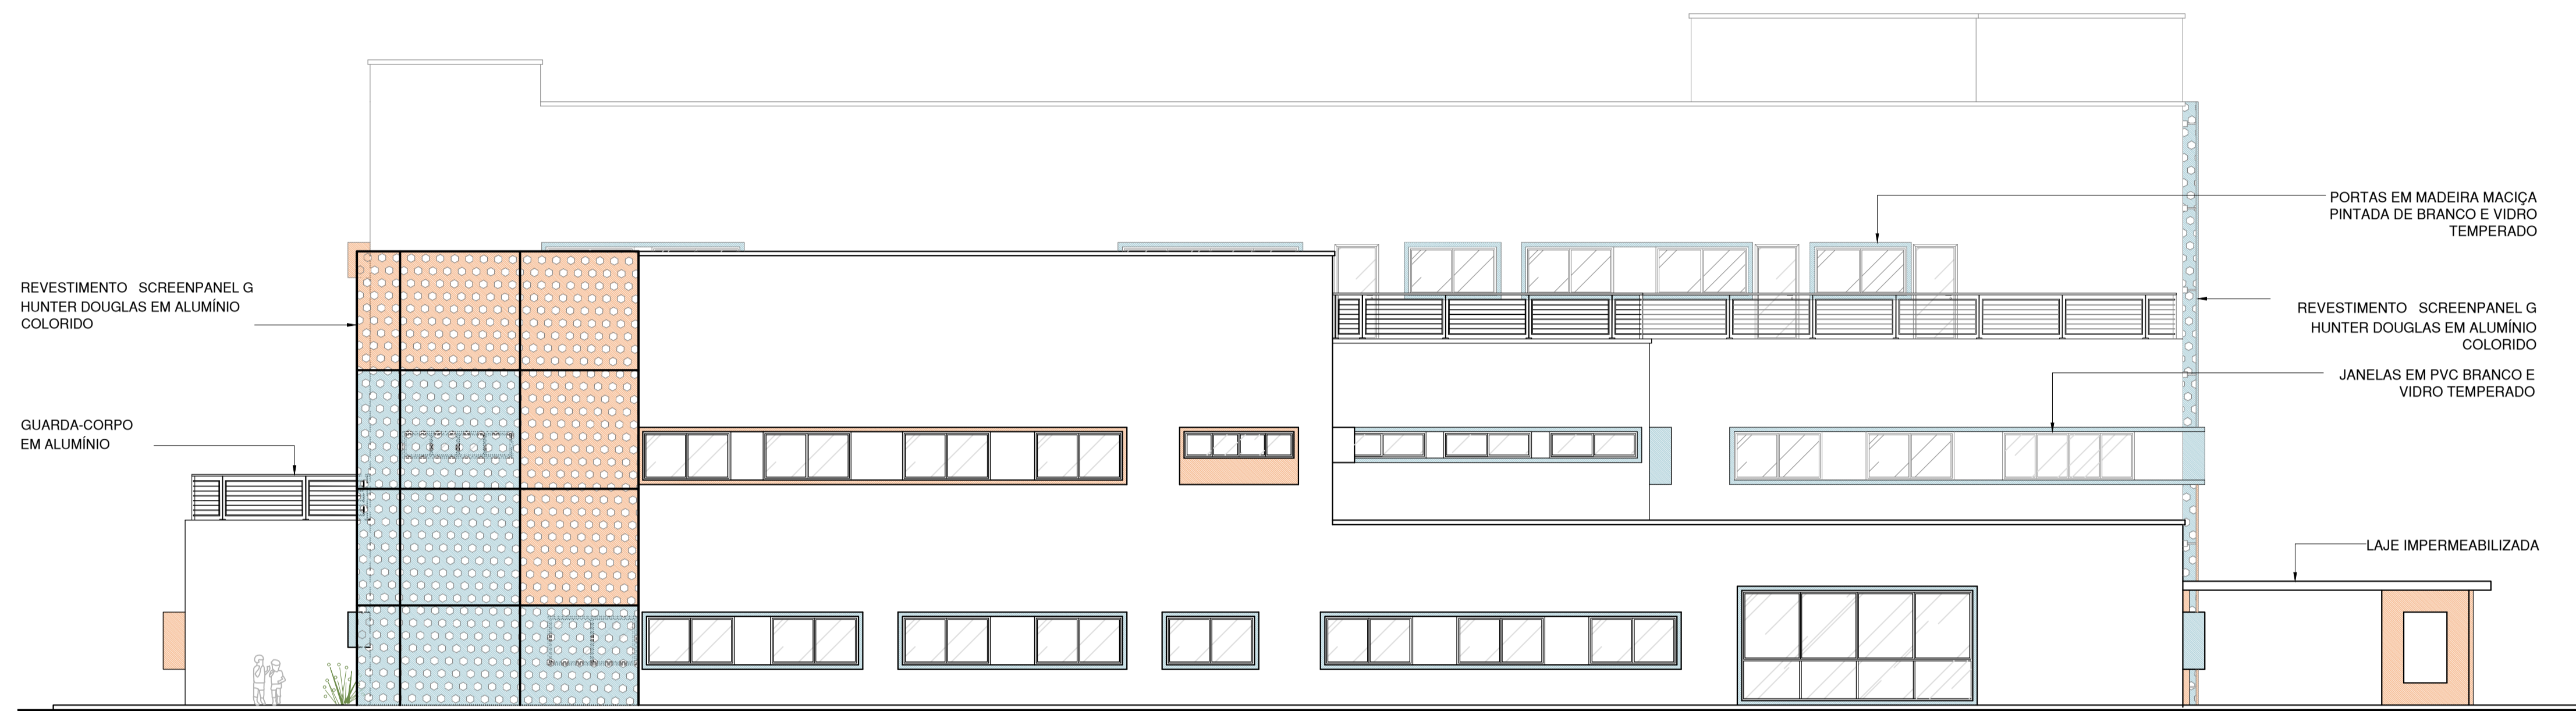 REVESTIMENTO SCREENPANEL G
HUNTER DOUGLAS EM ALUMÍNIO
COLORIDO
GUARDA-CORPO
EM ALUMÍNIO
PORTAS EM MADEIRA MACIÇA
PINTADA DE BRANCO E VIDRO
TEMPERADO
REVESTIMENTO SCREENPANEL G
HUNTER DOUGLAS EM ALUMÍNIO
COLORIDO
JANELAS EM PVC BRANCO E
VIDRO TEMPERADO
LAJE IMPERMEABILIZADA